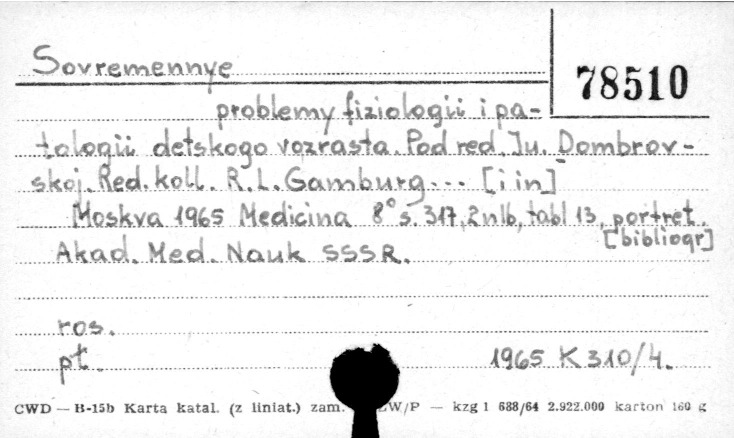 Sovremennye
78510
problemy fiziologii i pa-
tologii detskogo vozrasta. Pod red. Ju. Dombrov-
skoj. Red. koll. R. L. Gamburg... [i in]
Moskva 1965 Medicina 8° s. 317, 2 nlb, tabl 13, portret.
[bibliogr]
Akad. Med. Nauk SSSR.
ros.
pt.
1965 K 310/4.
CWD — B-15b Karta katal. (z liniat.) zam. W/P — kzg 1 688/64 2.922.000 karton 160 g